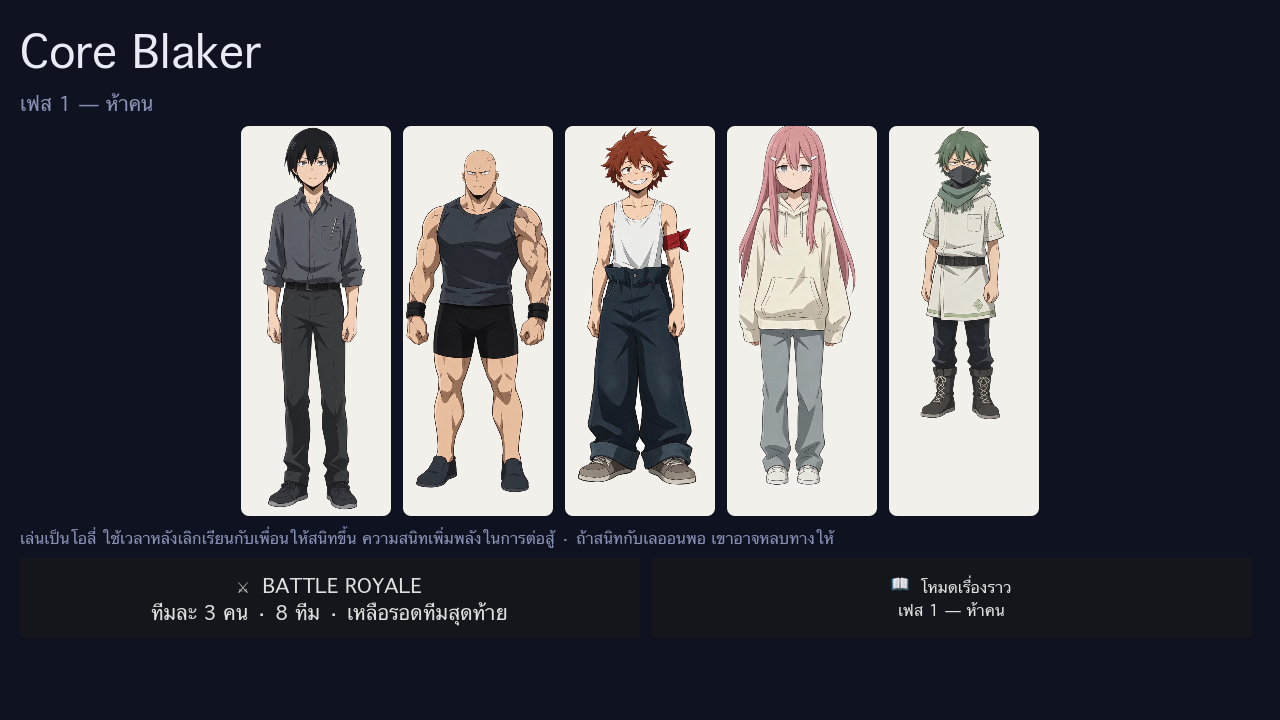 Core Blaker
เฟส 1 — ห้าคน
เล่นเป็นโอลี่ ใช้เวลาหลังเลิกเรียนกับเพื่อนให้สนิทขึ้น ความสนิทเพิ่มพลังในการต่อสู้ · ถ้าสนิทกับเลออนพอ เขาอาจหลบทางให้
⚔ BATTLE ROYALE
ทีมละ 3 คน · 8 ทีม · เหลือรอดทีมสุดท้าย
📖 โหมดเรื่องราว
เฟส 1 — ห้าคน